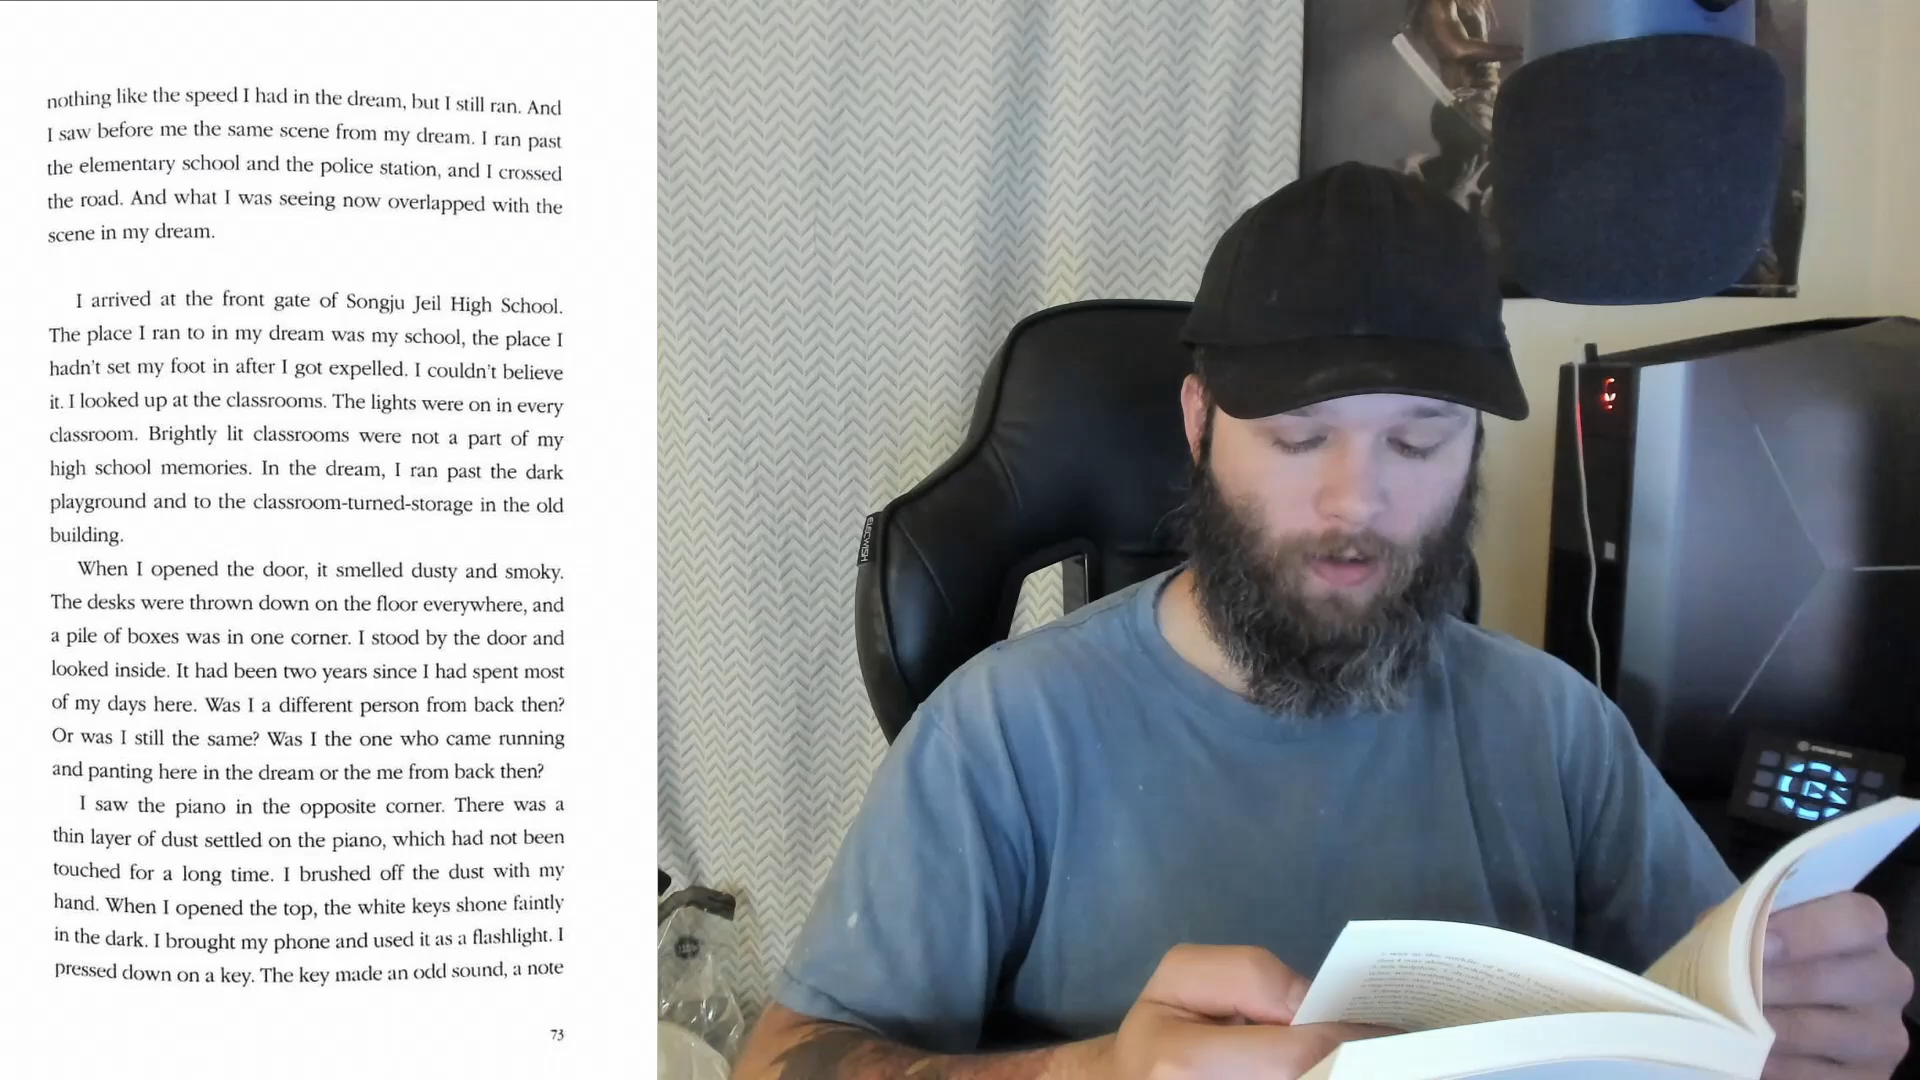 nothing like the speed I had in the dream, but I still ran. And
I saw before me the same scene from my dream. I ran past
the elementary school and the police station, and I crossed
the road. And what I was seeing now overlapped with the
scene in my dream.
I arrived at the front gate of Songju Jeil High School.
The place I ran to in my dream was my school, the place I
hadn't set my foot in after I got expelled. I couldn't believe
it. I looked up at the classrooms. The lights were on in every
classroom. Brightly lit classrooms were not a part of my
high school memories. In the dream, I ran past the dark
playground and to the classroom-turned-storage in the old
building.
When I opened the door, it smelled dusty and smoky.
The desks were thrown down on the floor everywhere, and
a pile of boxes was in one corner. I stood by the door and
looked inside. It had been two years since I had spent most
of my days here. Was I a different person from back then?
Or was I still the same? Was I the one who came running
and panting here in the dream or the me from back then?
I saw the piano in the opposite corner. There was a
thin layer of dust settled on the piano, which had not been
touched for a long time. I brushed off the dust with my
hand. When I opened the top, the white keys shone faintly
in the dark. I brought my phone and used it as a flashlight. I
pressed down on a key. The key made an odd sound, a note
73
ELECWISH